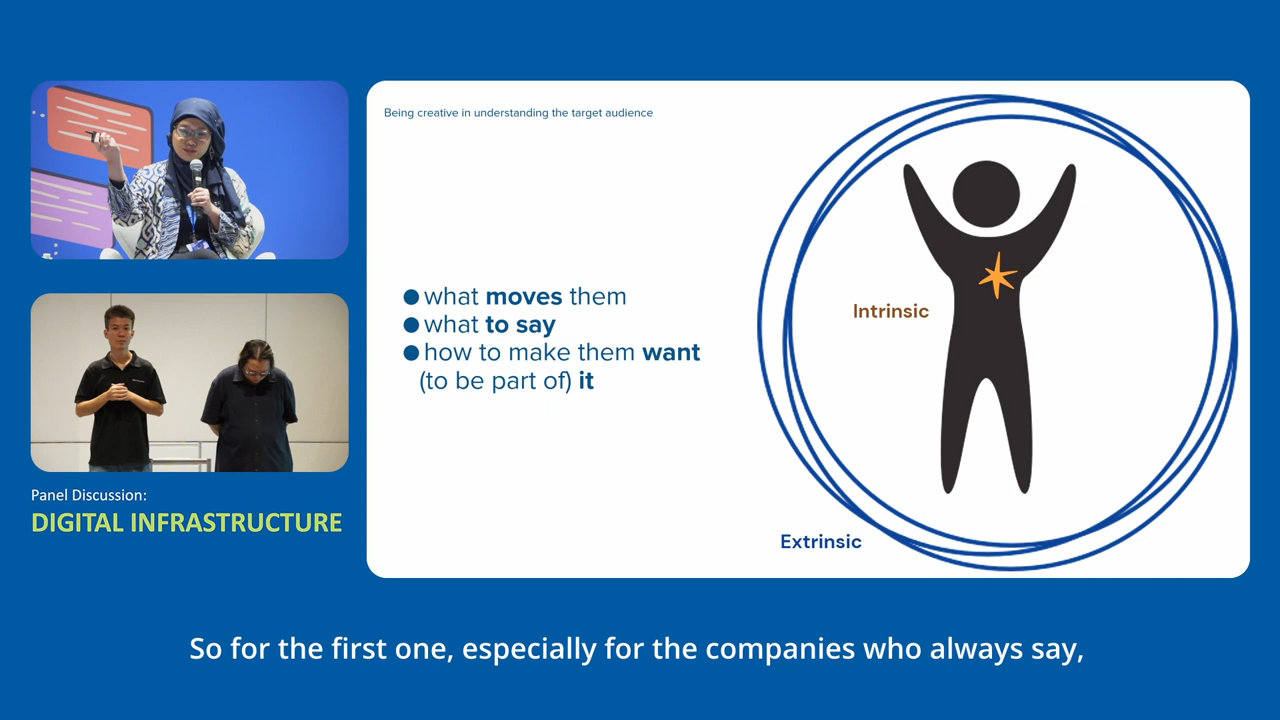 Being creative in understanding the target audience
● what moves them
● what to say
● how to make them want
(to be part of) it
Intrinsic
Extrinsic
Panel Discussion:
DIGITAL INFRASTRUCTURE
So for the first one, especially for the companies who always say,